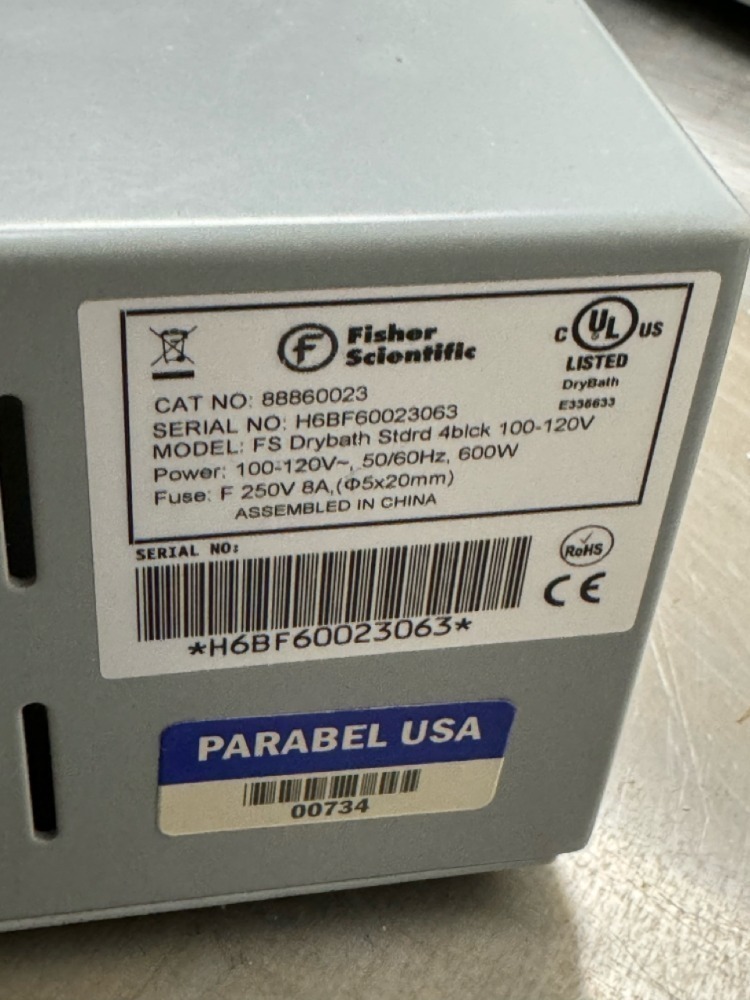 Fisher
Scientific
C UL US
LISTED
DryBath
E336633
CAT NO: 88860023
SERIAL NO: H6BF60023063
MODEL: FS Drybath Stdrd 4blck 100-120V
Power: 100-120V~, 50/60Hz, 600W
Fuse: F 250V 8A,(Φ5x20mm)
ASSEMBLED IN CHINA
SERIAL NO:
RoHS
CE
*H6BF60023063*
PARABEL USA
00734